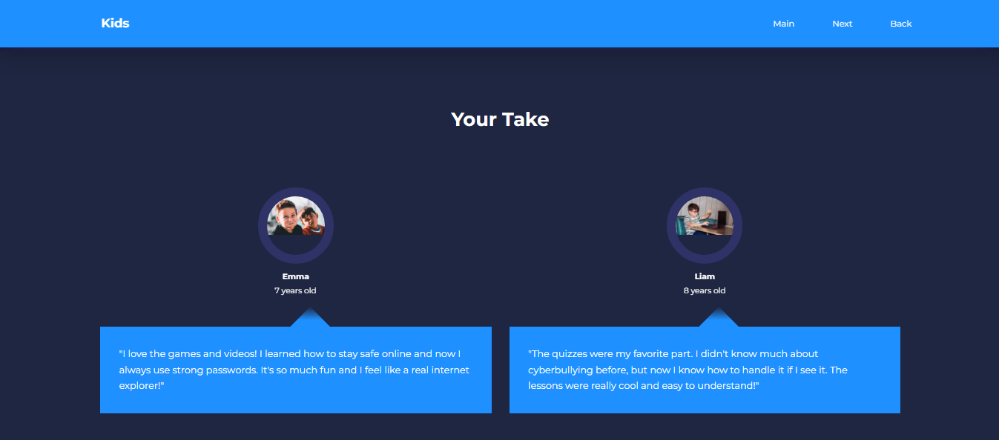 Kids
Main Next Back
Your Take
Emma
7 years old
"I love the games and videos! I learned how to stay safe online and now I
always use strong passwords. It's so much fun and I feel like a real internet
explorer!"
Liam
8 years old
"The quizzes were my favorite part. I didn't know much about
cyberbullying before, but now I know how to handle it if I see it. The
lessons were really cool and easy to understand!"